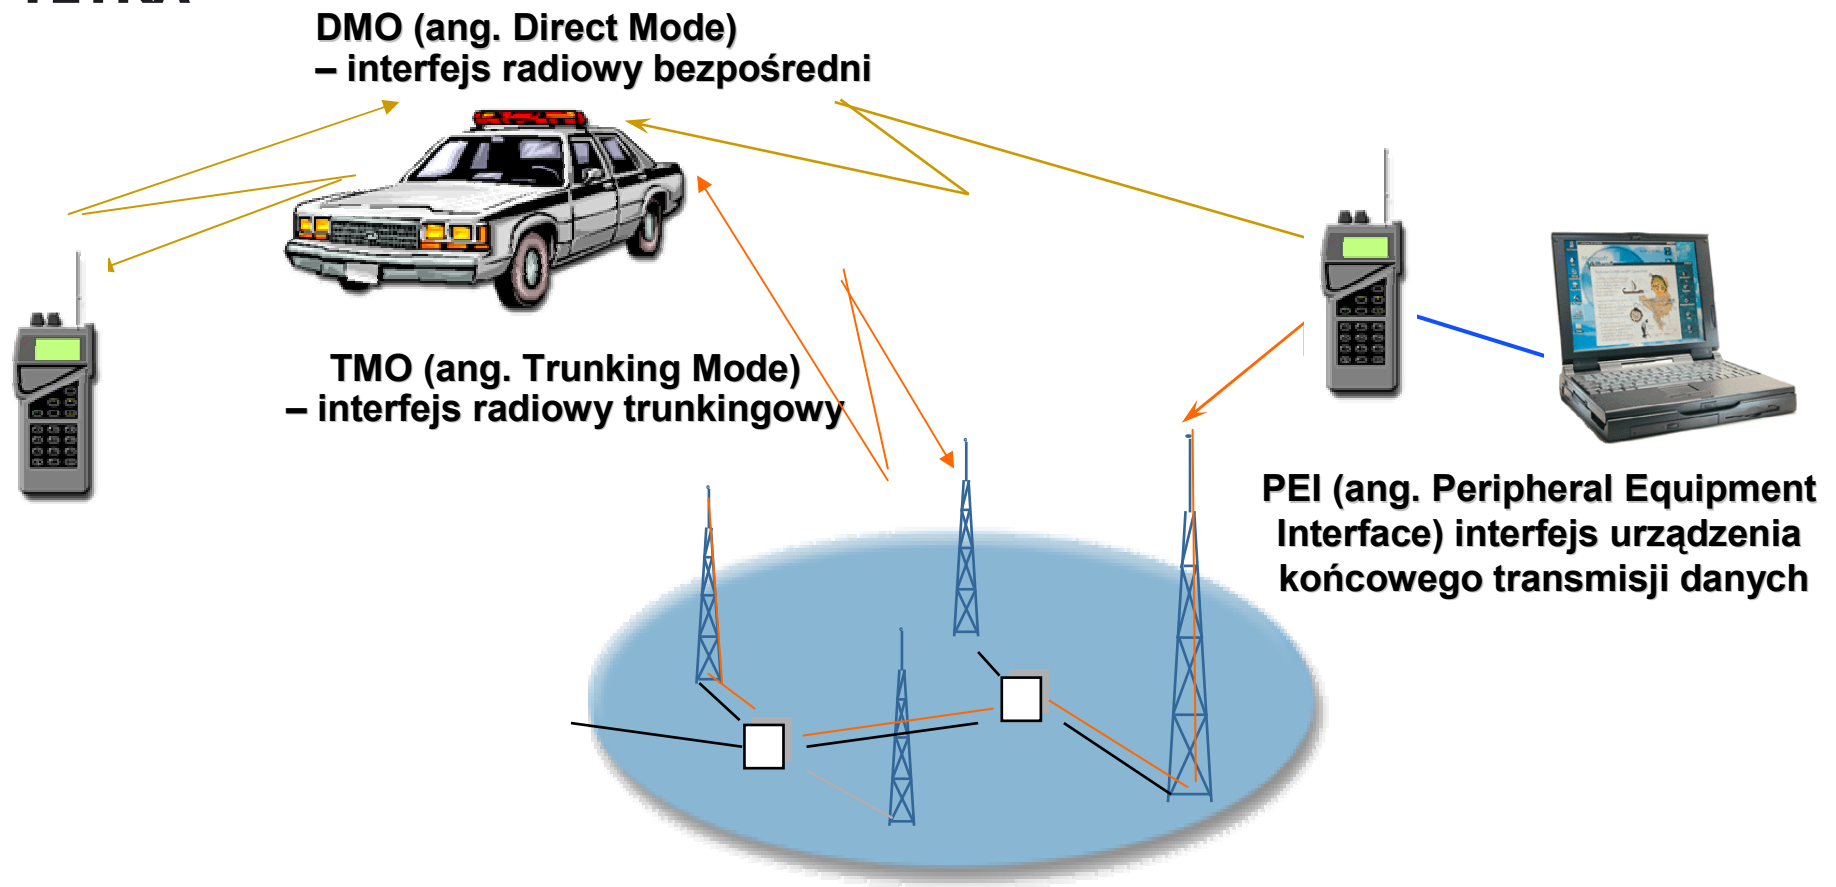 DMO (ang. Direct Mode)
– interfejs radiowy bezpośredni
TMO (ang. Trunking Mode)
– interfejs radiowy trunkingowy
PEI (ang. Peripheral Equipment
Interface) interfejs urządzenia
końcowego transmisji danych